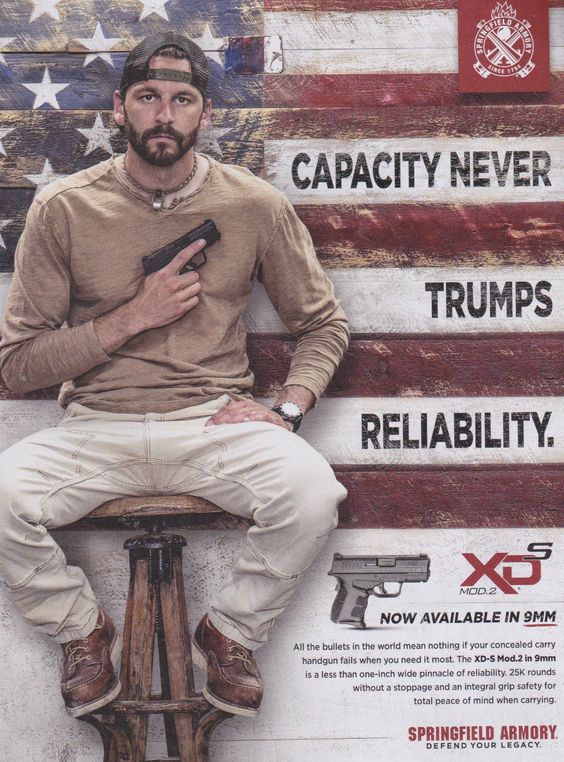 SPRINGFIELD ARMORY
SINCE 1794
CAPACITY NEVER
TRUMPS
RELIABILITY.
XDS
MOD.2
NOW AVAILABLE IN 9MM
All the bullets in the world mean nothing if your concealed carry
handgun fails when you need it most. The XD-S Mod.2 in 9mm
is a less than one-inch wide pinnacle of reliability. 25K rounds
without a stoppage and an integral grip safety for
total peace of mind when carrying.
SPRINGFIELD ARMORY.
DEFEND YOUR LEGACY.